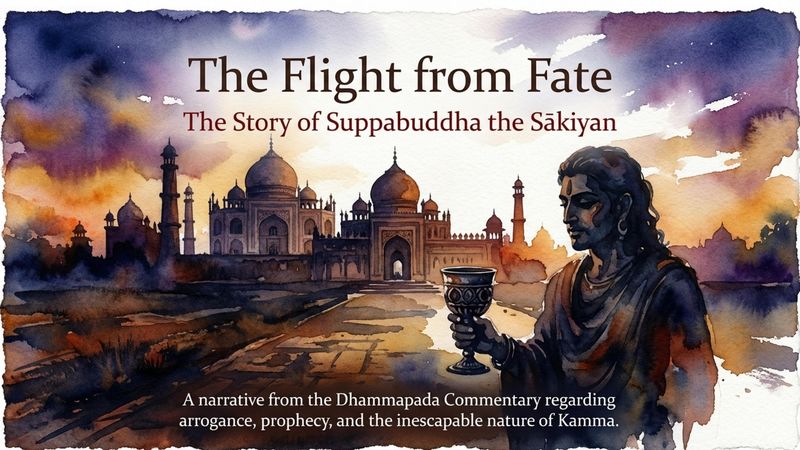 The Flight from Fate
The Story of Suppabuddha the Sākiyan
A narrative from the Dhammapada Commentary regarding
arrogance, prophecy, and the inescapable nature of Kamma.